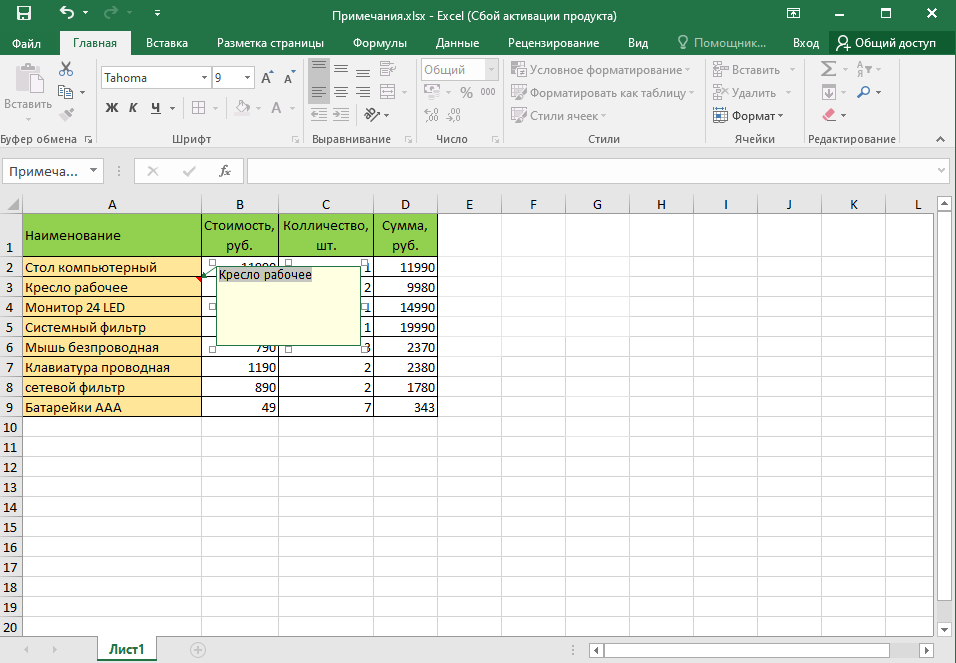 Примечания.xlsx - Excel (Сбой активации продукта)
Файл Главная Вставка Разметка страницы Формулы Данные Рецензирование Вид Помощник... Вход Общий доступ
Вставить
Tahoma 9
Ж К Ч А
Общий
% 000
Условное форматирование
Форматировать как таблицу
Стили ячеек
Вставить
Удалить
Формат
Буфер обмена Шрифт Выравнивание Число Стили Ячейки Редактирование
Примеча... fx
A B C D E F G H I J K L
1 Наименование Стоимость, руб. Колличество, шт. Сумма, руб.
2 Стол компьютерный 1 11990
Кресло рабочее
3 Кресло рабочее 2 9980
4 Монитор 24 LED 1 14990
5 Системный фильтр 1 19990
6 Мышь безпроводная 790 3 2370
7 Клавиатура проводная 1190 2 2380
8 сетевой фильтр 890 2 1780
9 Батарейки ААА 49 7 343
10
11
12
13
14
15
16
17
18
19
20
Лист1